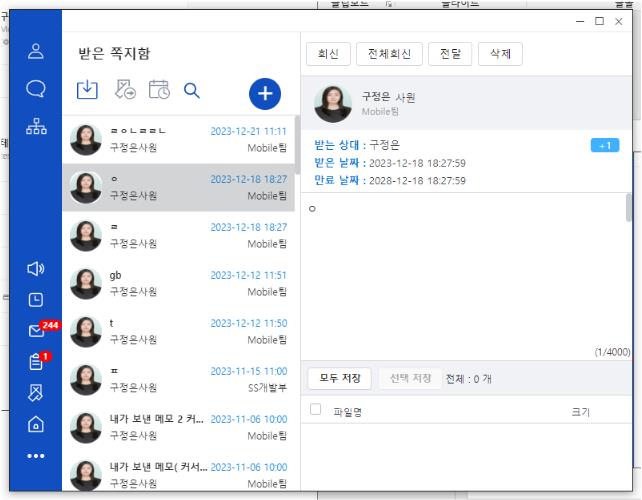 받은 쪽지함
ㄹㅇㄴㄹㄹㄴ 2023-12-21 11:11
구정은사원 Mobile팀
ㅇ 2023-12-18 18:27
구정은사원 Mobile팀
ㄹ 2023-12-18 18:27
구정은사원 Mobile팀
gb 2023-12-12 11:51
구정은사원 Mobile팀
t 2023-12-12 11:50
구정은사원 Mobile팀
ㅍ 2023-11-15 11:00
구정은사원 SS개발부
내가 보낸 메모 2 커... 2023-11-06 10:00
구정은사원 Mobile팀
내가 보낸 메모( 커서... 2023-11-06 10:00
구정은사원 Mobile팀
244
1
회신 전체회신 전달 삭제
구정은 사원
Mobile팀
받는 상대 : 구정은 +1
받은 날짜 : 2023-12-18 18:27:59
만료 날짜 : 2028-12-18 18:27:59
ㅇ
(1/4000)
모두 저장 선택 저장 전체 : 0 개
파일명 크기